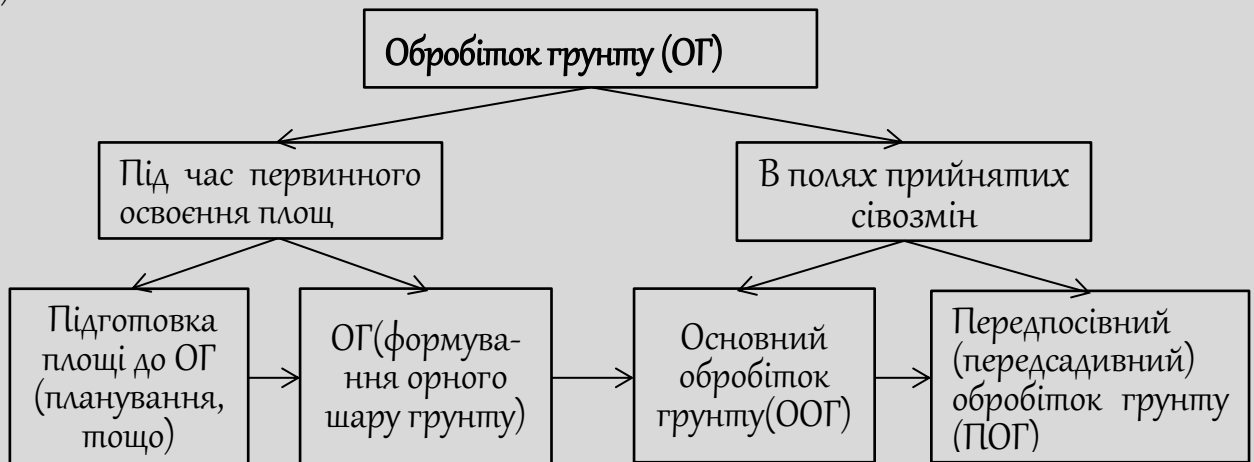 Обробіток грунту (ОГ)
Під час первинного
освоєння площ
В полях прийнятих
сівозмін
Підготовка
площі до ОГ
(планування,
тощо)
ОГ(формува-
ння орного
шару грунту)
Основний
обробіток
грунту(ООГ)
Передпосівний
(передсадивний)
обробіток грунту
(ПОГ)